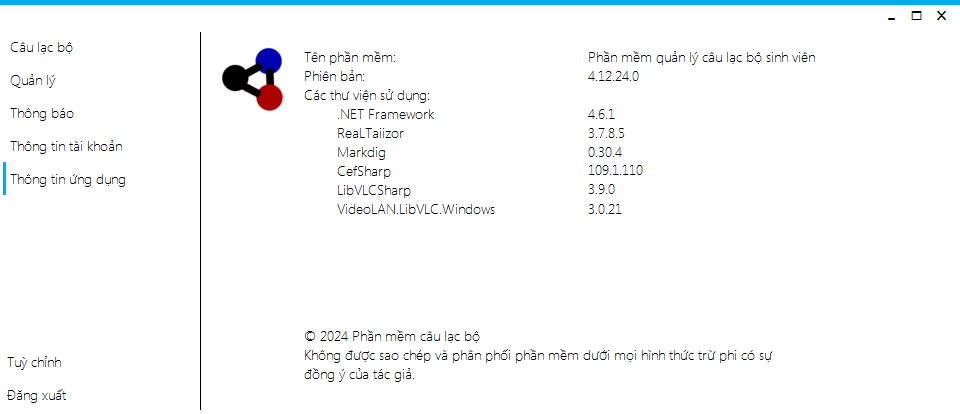 Câu lạc bộ
Quản lý
Thông báo
Thông tin tài khoản
Thông tin ứng dụng
Tuỳ chỉnh
Đăng xuất
Tên phần mềm: Phần mềm quản lý câu lạc bộ sinh viên
Phiên bản: 4.12.24.0
Các thư viện sử dụng:
.NET Framework 4.6.1
ReaLTaiizor 3.7.8.5
Markdig 0.30.4
CefSharp 109.1.110
LibVLCSharp 3.9.0
VideoLAN.LibVLC.Windows 3.0.21
© 2024 Phần mềm câu lạc bộ
Không được sao chép và phân phối phần mềm dưới mọi hình thức trừ phi có sự
đồng ý của tác giả.